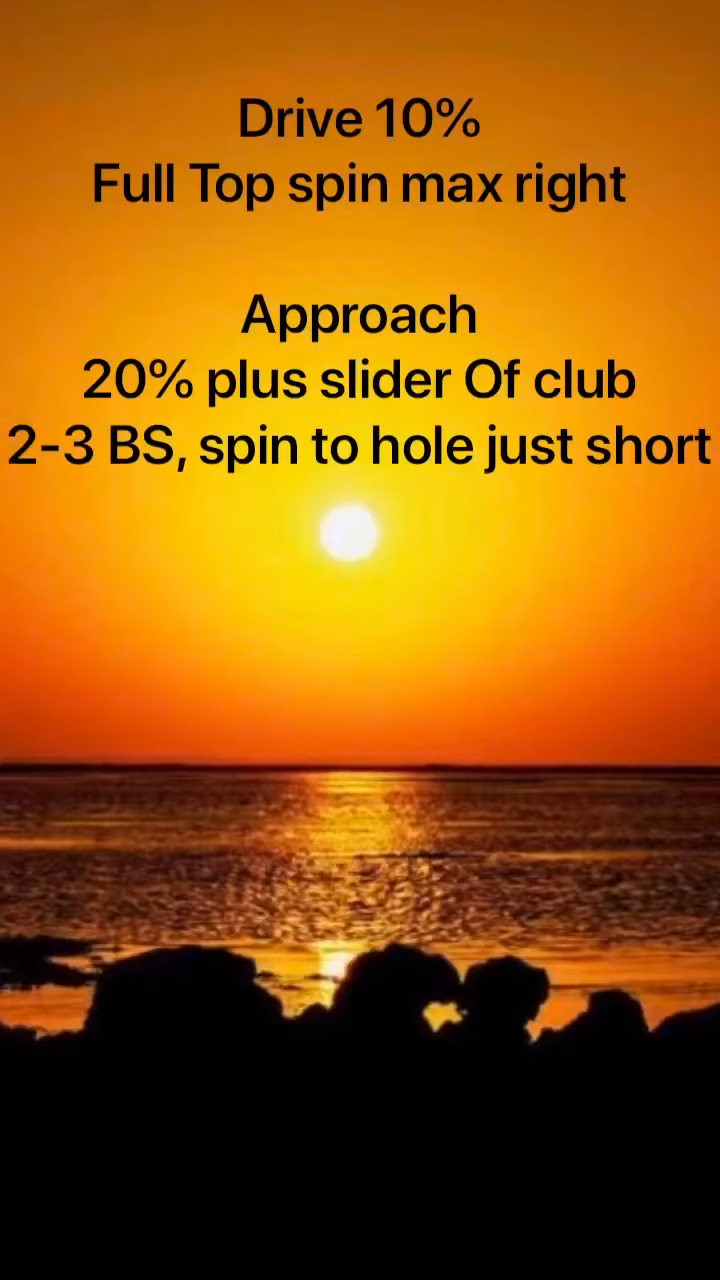 Drive 10%
Full Top spin max right
Approach
20% plus slider Of club
2-3 BS, spin to hole just short